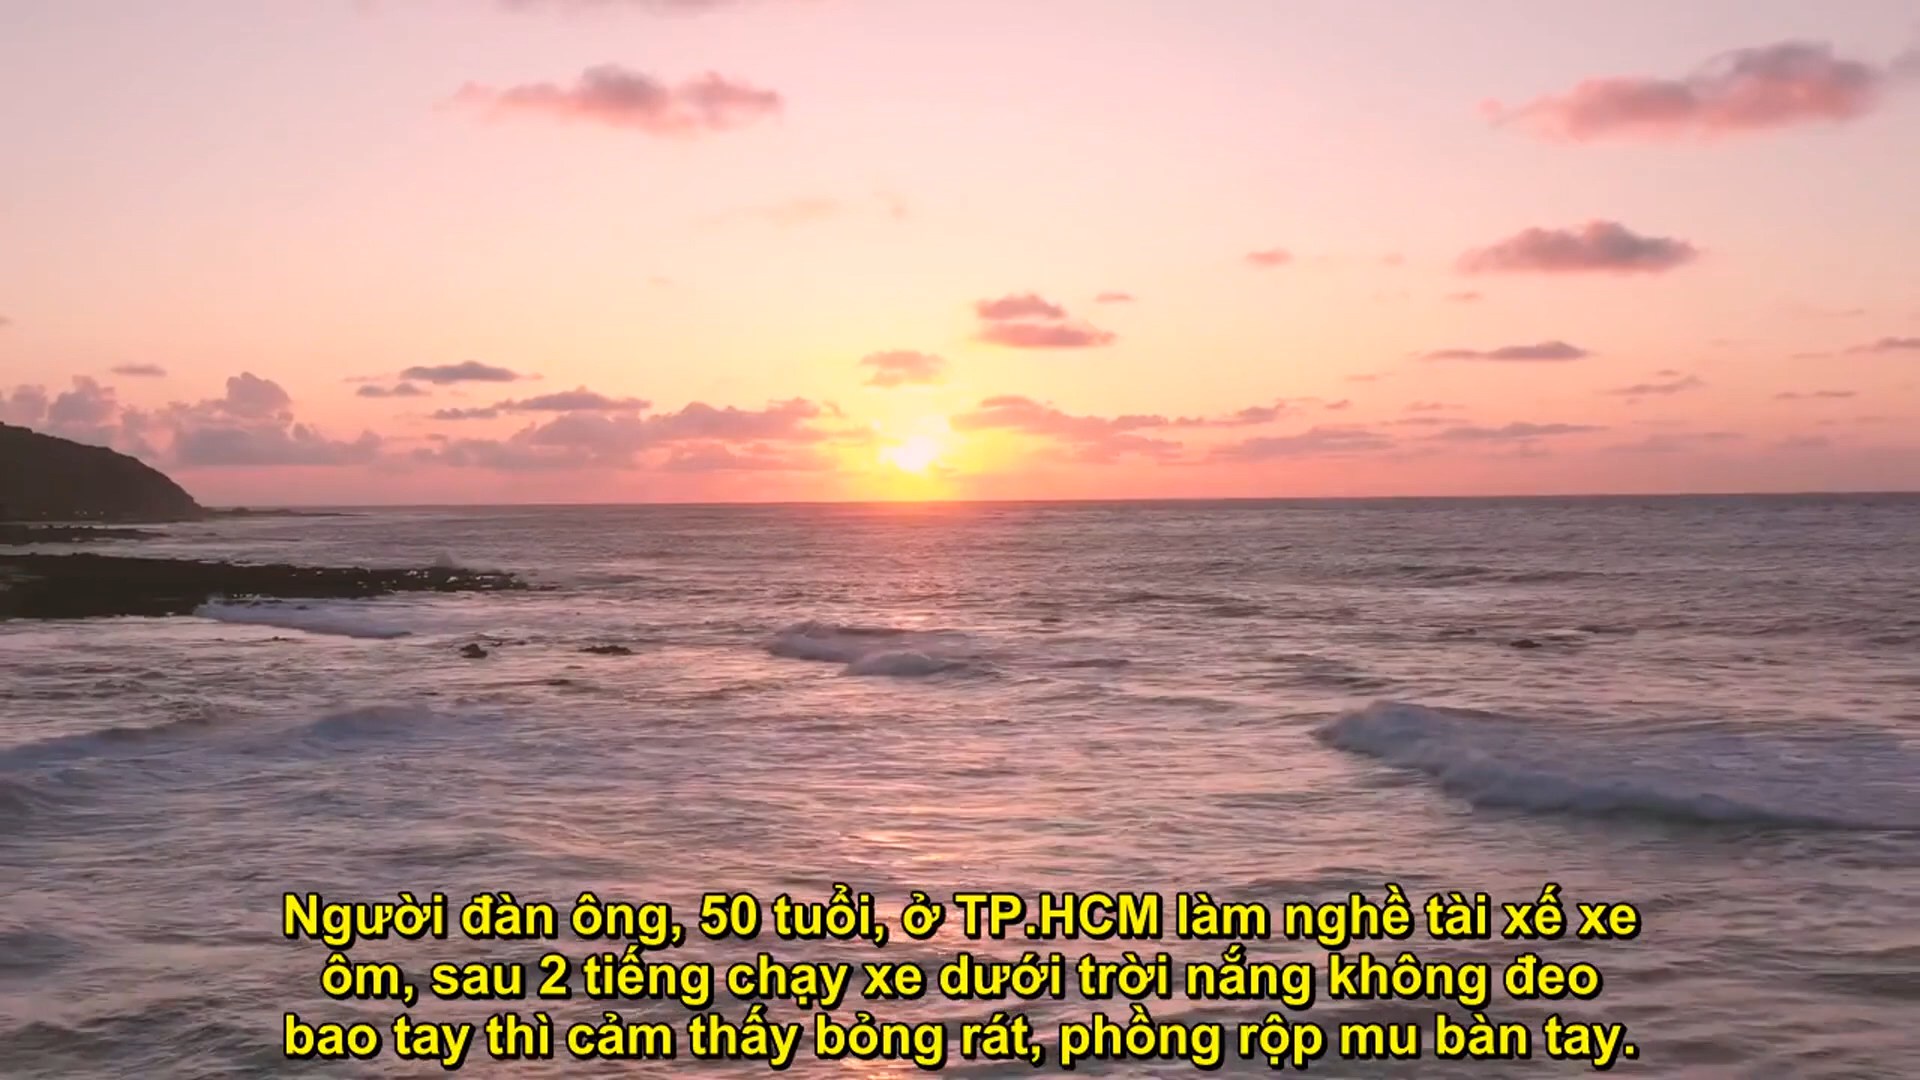 Người đàn ông, 50 tuổi, ở TP.HCM làm nghề tài xế xe
ôm, sau 2 tiếng chạy xe dưới trời nắng không đeo
bao tay thì cảm thấy bỏng rát, phồng rộp mu bàn tay.